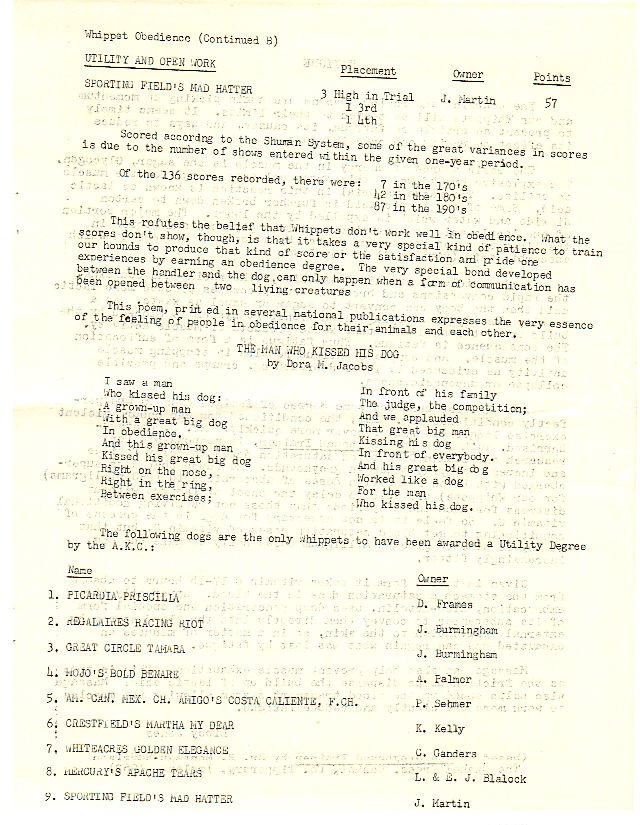 Whippet Obedience (Continued B)
UTILITY AND OPEN WORK
Placement Owner Points
SPORTING FIELD'S MAD HATTER 3 High in Trial J. Martin 57
1 3rd
1 4th
Scored accordng to the Shuman System, some of the great variances in scores
is due to the number of shows entered within the given one-year period.
Of the 136 scores recorded, there were: 7 in the 170's
42 in the 180's
87 in the 190's
This refutes the belief that Whippets don't work well in obedience. What the
scores don't show, though, is that it takes a very special kind of patience to train
our hounds to produce that kind of score or the satisfaction and pride one
experiences by earning an obedience degree. The very special bond developed
between the handler and the dog can only happen when a form of communication has
been opened between two living creatures
This poem, printed in several national publications expresses the very essence
of the feeling of people in obedience for their animals and each other.
THE MAN WHO KISSED HIS DOG
by Dora M. Jacobs
I saw a man
Who kissed his dog:
A grown-up man
With a great big dog
In obedience.
And this grown-up man
Kissed his great big dog
Right on the nose,
Right in the ring,
Between exercises;
In front of his family
The judge, the competition;
And we applauded
That great big man
Kissing his dog
In front of everybody.
And his great big dog
Worked like a dog
For the man
Who kissed his dog.
The following dogs are the only Whippets to have been awarded a Utility Degree
by the A.K.C.:
Name Owner
1. PICARDIA PRISCILLA D. Frames
2. REGALAIRES RACING RIOT J. Burmingham
3. GREAT CIRCLE TAHARA J. Burmingham
4. MOJO'S BOLD BENARE A. Palmer
5. AM. CAN. MEX. CH. AMIGO'S COSTA CALIENTE, F.CH. P. Sehmer
6. CRESTFIELD'S MARTHA MY DEAR K. Kelly
7. WHITEACRES GOLDEN ELEGANCE G. Ganders
8. MERCURY'S APACHE TEARS L. & E. J. Blalock
9. SPORTING FIELD'S MAD HATTER J. Martin